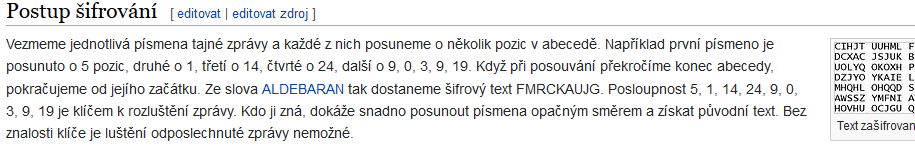 Postup šifrování [ editovat | editovat zdroj ]
Vezmeme jednotlivá písmena tajné zprávy a každé z nich posuneme o několik pozic v abecedě. Například první písmeno je
posunuto o 5 pozic, druhé o 1, třetí o 14, čtvrté o 24, další o 9, 0, 3, 9, 19. Když při posouvání překročíme konec abecedy,
pokračujeme od jejího začátku. Ze slova ALDEBARAN tak dostaneme šifrový text FMRCKAUJG. Posloupnost 5, 1, 14, 24, 9, 0,
3, 9, 19 je klíčem k rozluštění zprávy. Kdo ji zná, dokáže snadno posunout písmena opačným směrem a získat původní text. Bez
znalosti klíče je luštění odposlechnuté zprávy nemožné.
CIHJT UUHML F
DCXAC JSJUK B
UOLYQ OKOXH P
DZJYO YKAIE L
MHQHL OHQQD S
AWSSZ YMFNI A
HOVHU OCJGU Q
Text zašifrovan